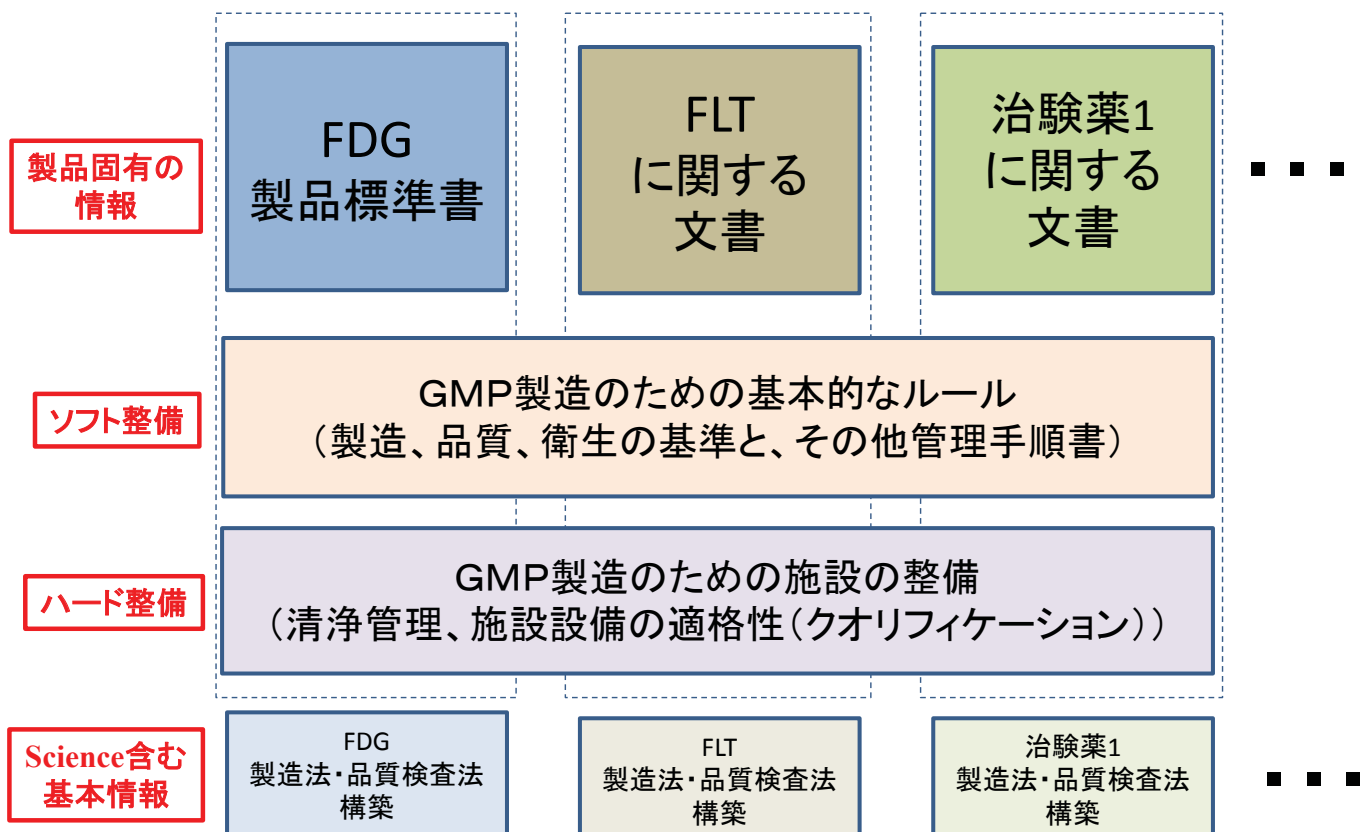 製品固有の
情報
FDG
製品標準書
FLT
に関する
文書
治験薬1
に関する
文書
・・・
ソフト整備
GMP製造のための基本的なルール
（製造、品質、衛生の基準と、その他管理手順書）
ハード整備
GMP製造のための施設の整備
（清浄管理、施設設備の適格性（クオリフィケーション））
Science含む
基本情報
FDG
製造法・品質検査法
構築
FLT
製造法・品質検査法
構築
治験薬1
製造法・品質検査法
構築
・・・